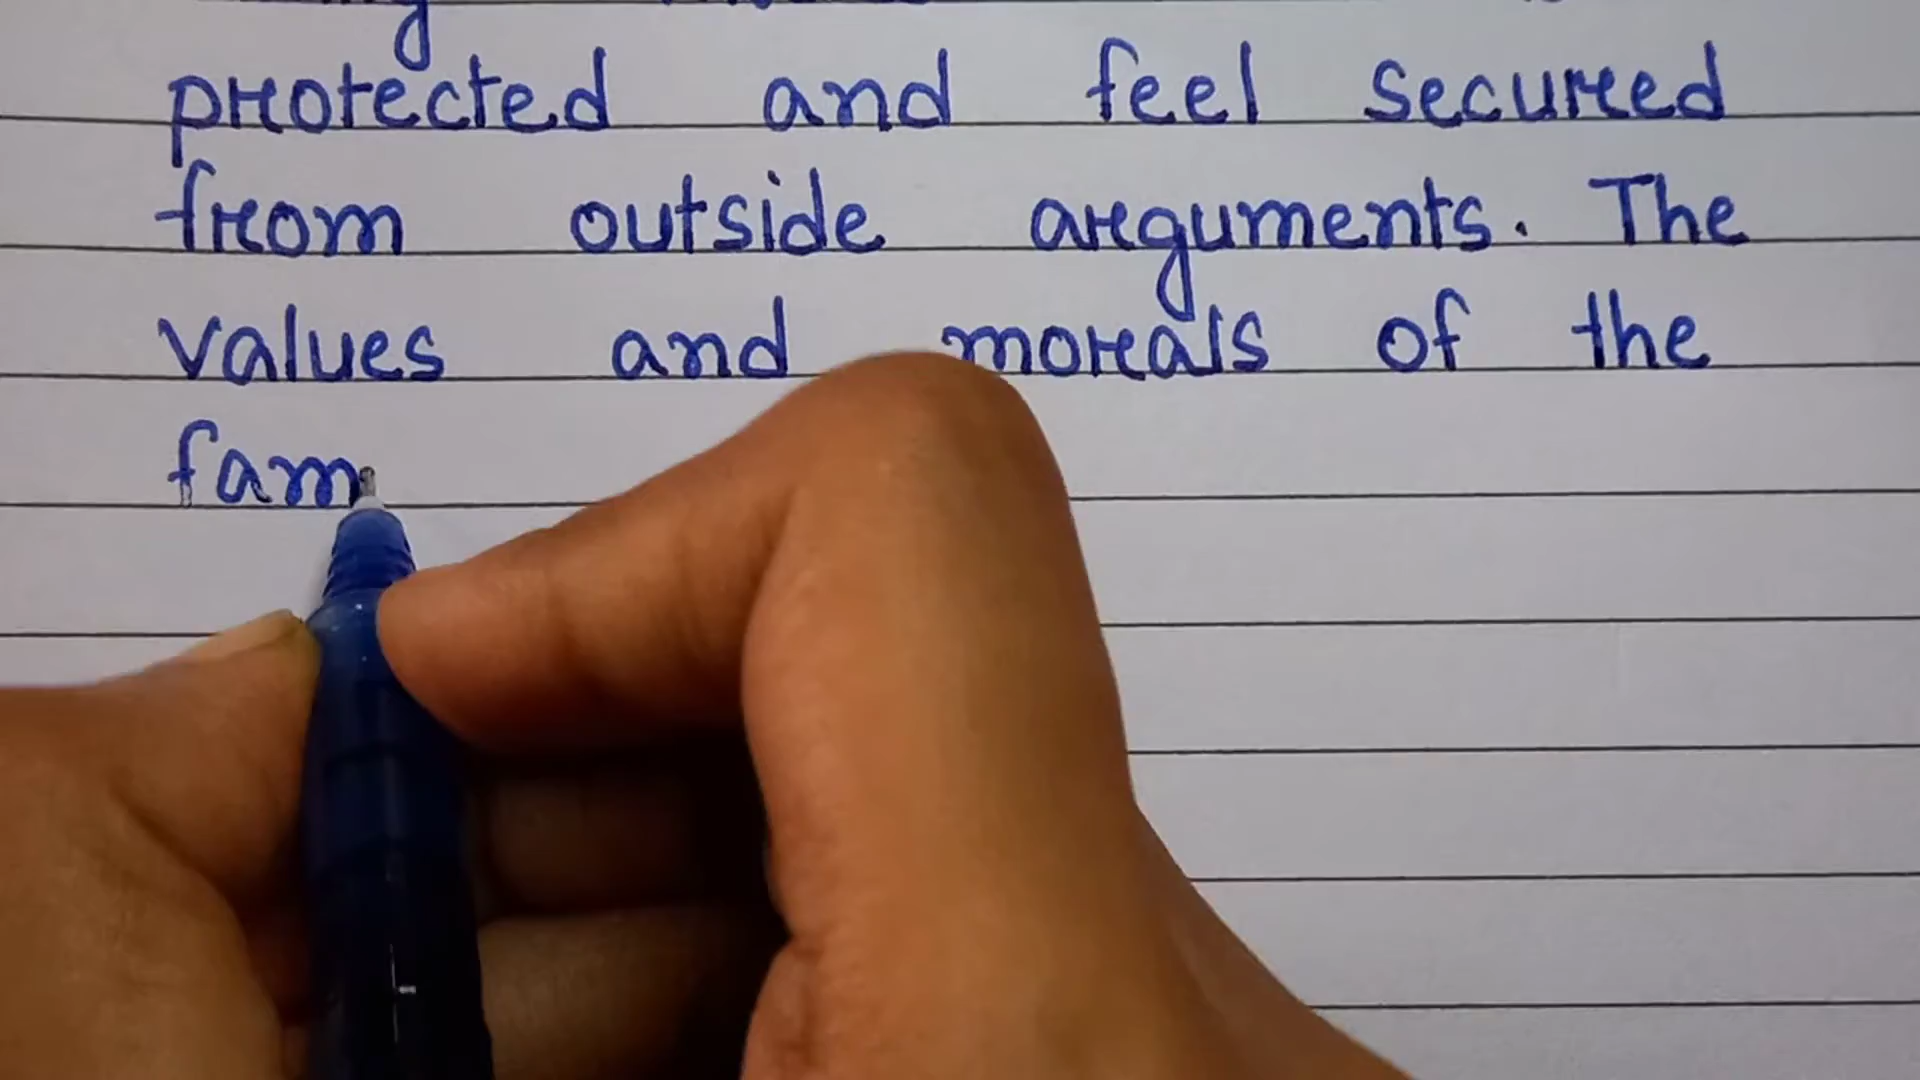 protected and feel secured
from outside arguments. The
values and morals of the
fam